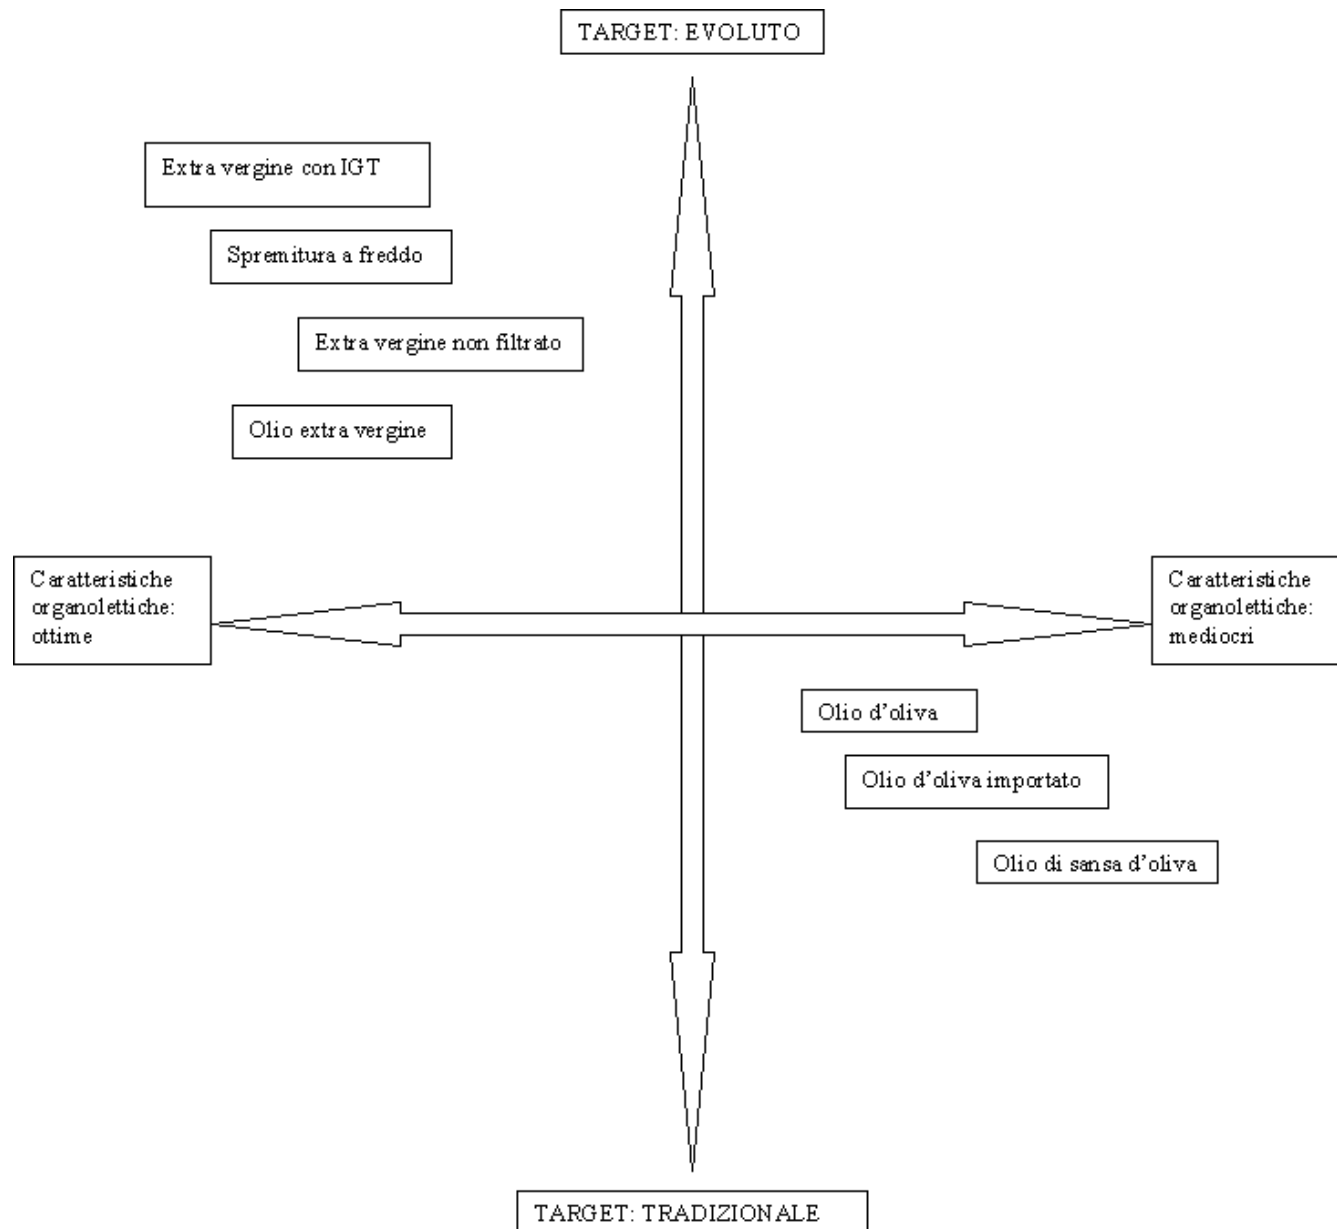 TARGET: EVOLUTO
Extra vergine con IGT
Spremitura a freddo
Extra vergine non filtrato
Olio extra vergine
Caratteristiche
organolettiche:
ottime
Caratteristiche
organolettiche:
mediocri
Olio d'oliva
Olio d'oliva importato
Olio di sansa d'oliva
TARGET: TRADIZIONALE